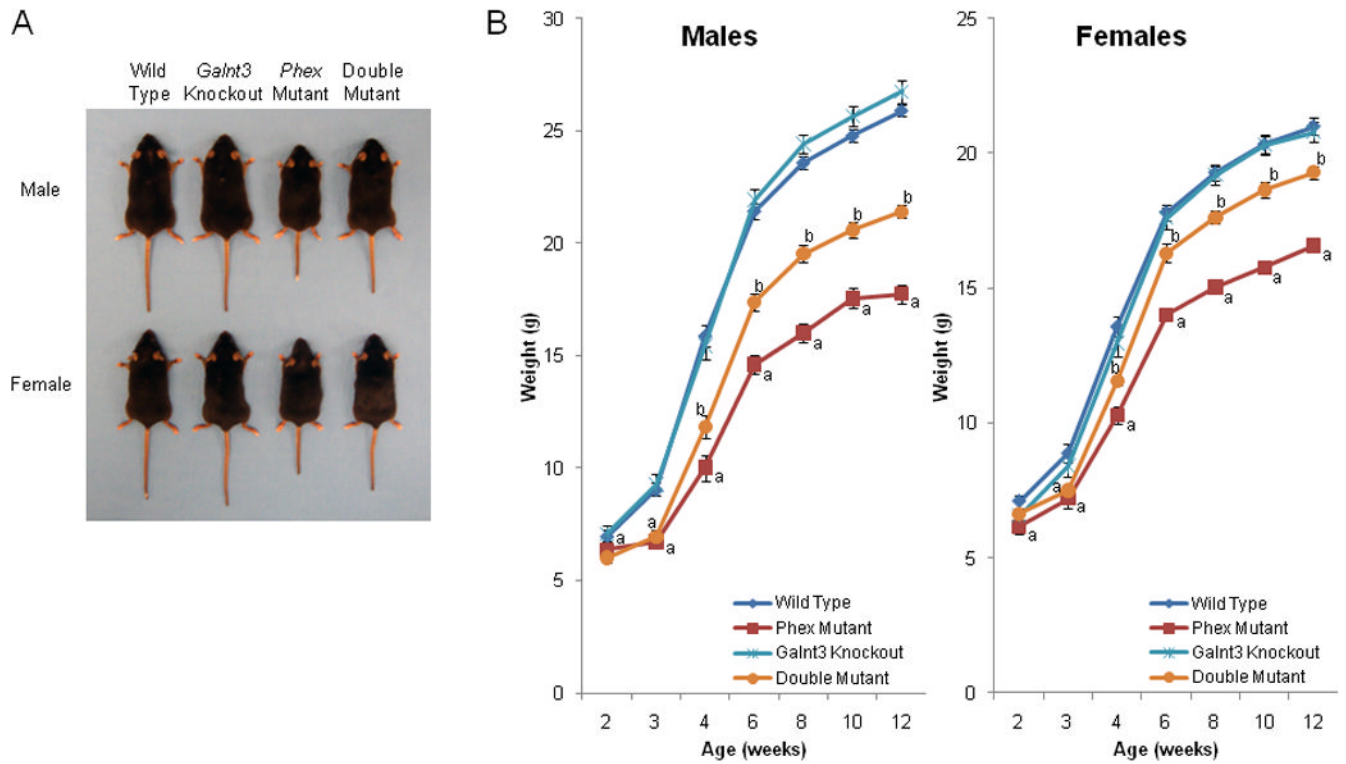 A
Wild Type
Galnt3 Knockout
Phex Mutant
Double Mutant
Male
Female
B
Males
Weight (g)
30
25
20
15
10
5
0
a
a
a
b
a
b
a
b
a
b
a
b
a
b
Wild Type
Phex Mutant
Galnt3 Knockout
Double Mutant
2 3 4 6 8 10 12
Age (weeks)
Females
Weight (g)
25
20
15
10
5
0
a
a
a
b
a
b
a
b
a
b
a
b
a
Wild Type
Phex Mutant
Galnt3 Knockout
Double Mutant
2 3 4 6 8 10 12
Age (weeks)